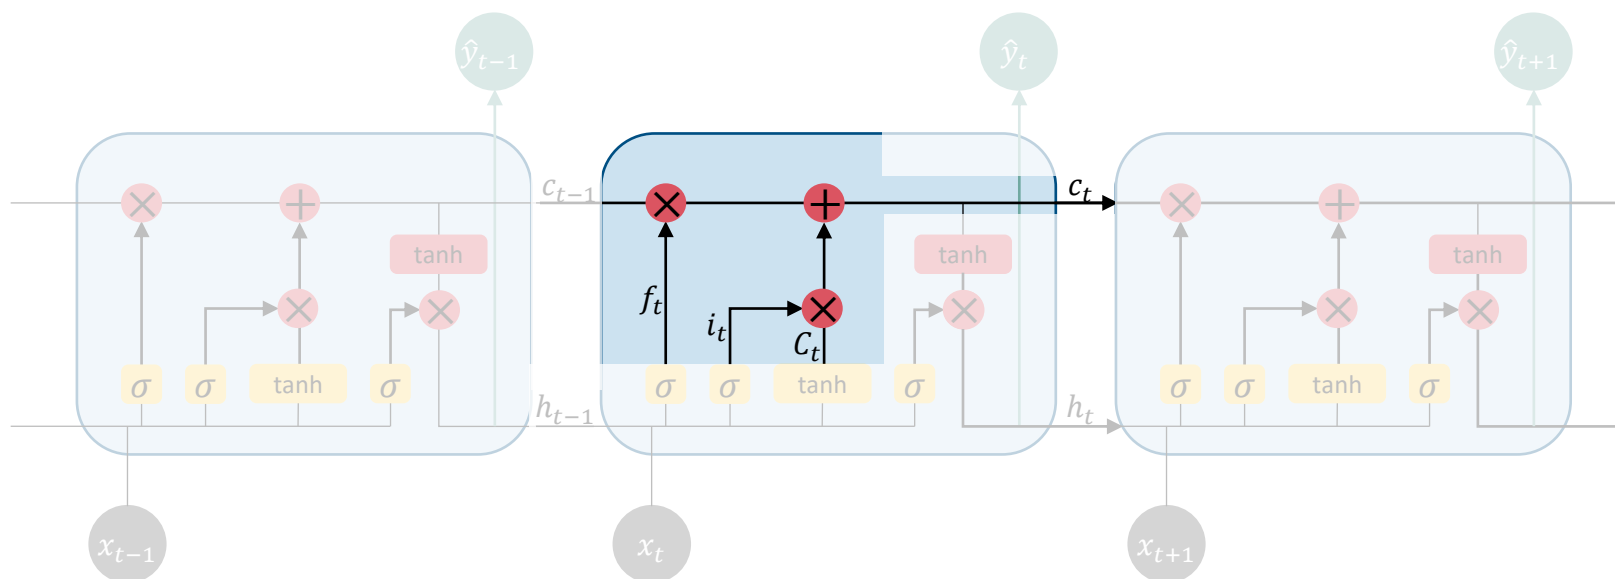 ŷₜ₋₁ ŷₜ ŷₜ₊₁
cₜ₋₁ cₜ
× + × + × +
tanh tanh tanh
fₜ iₜ Cₜ
× × × × × ×
σ σ tanh σ σ σ tanh σ σ σ tanh σ
hₜ₋₁ hₜ
xₜ₋₁ xₜ xₜ₊₁